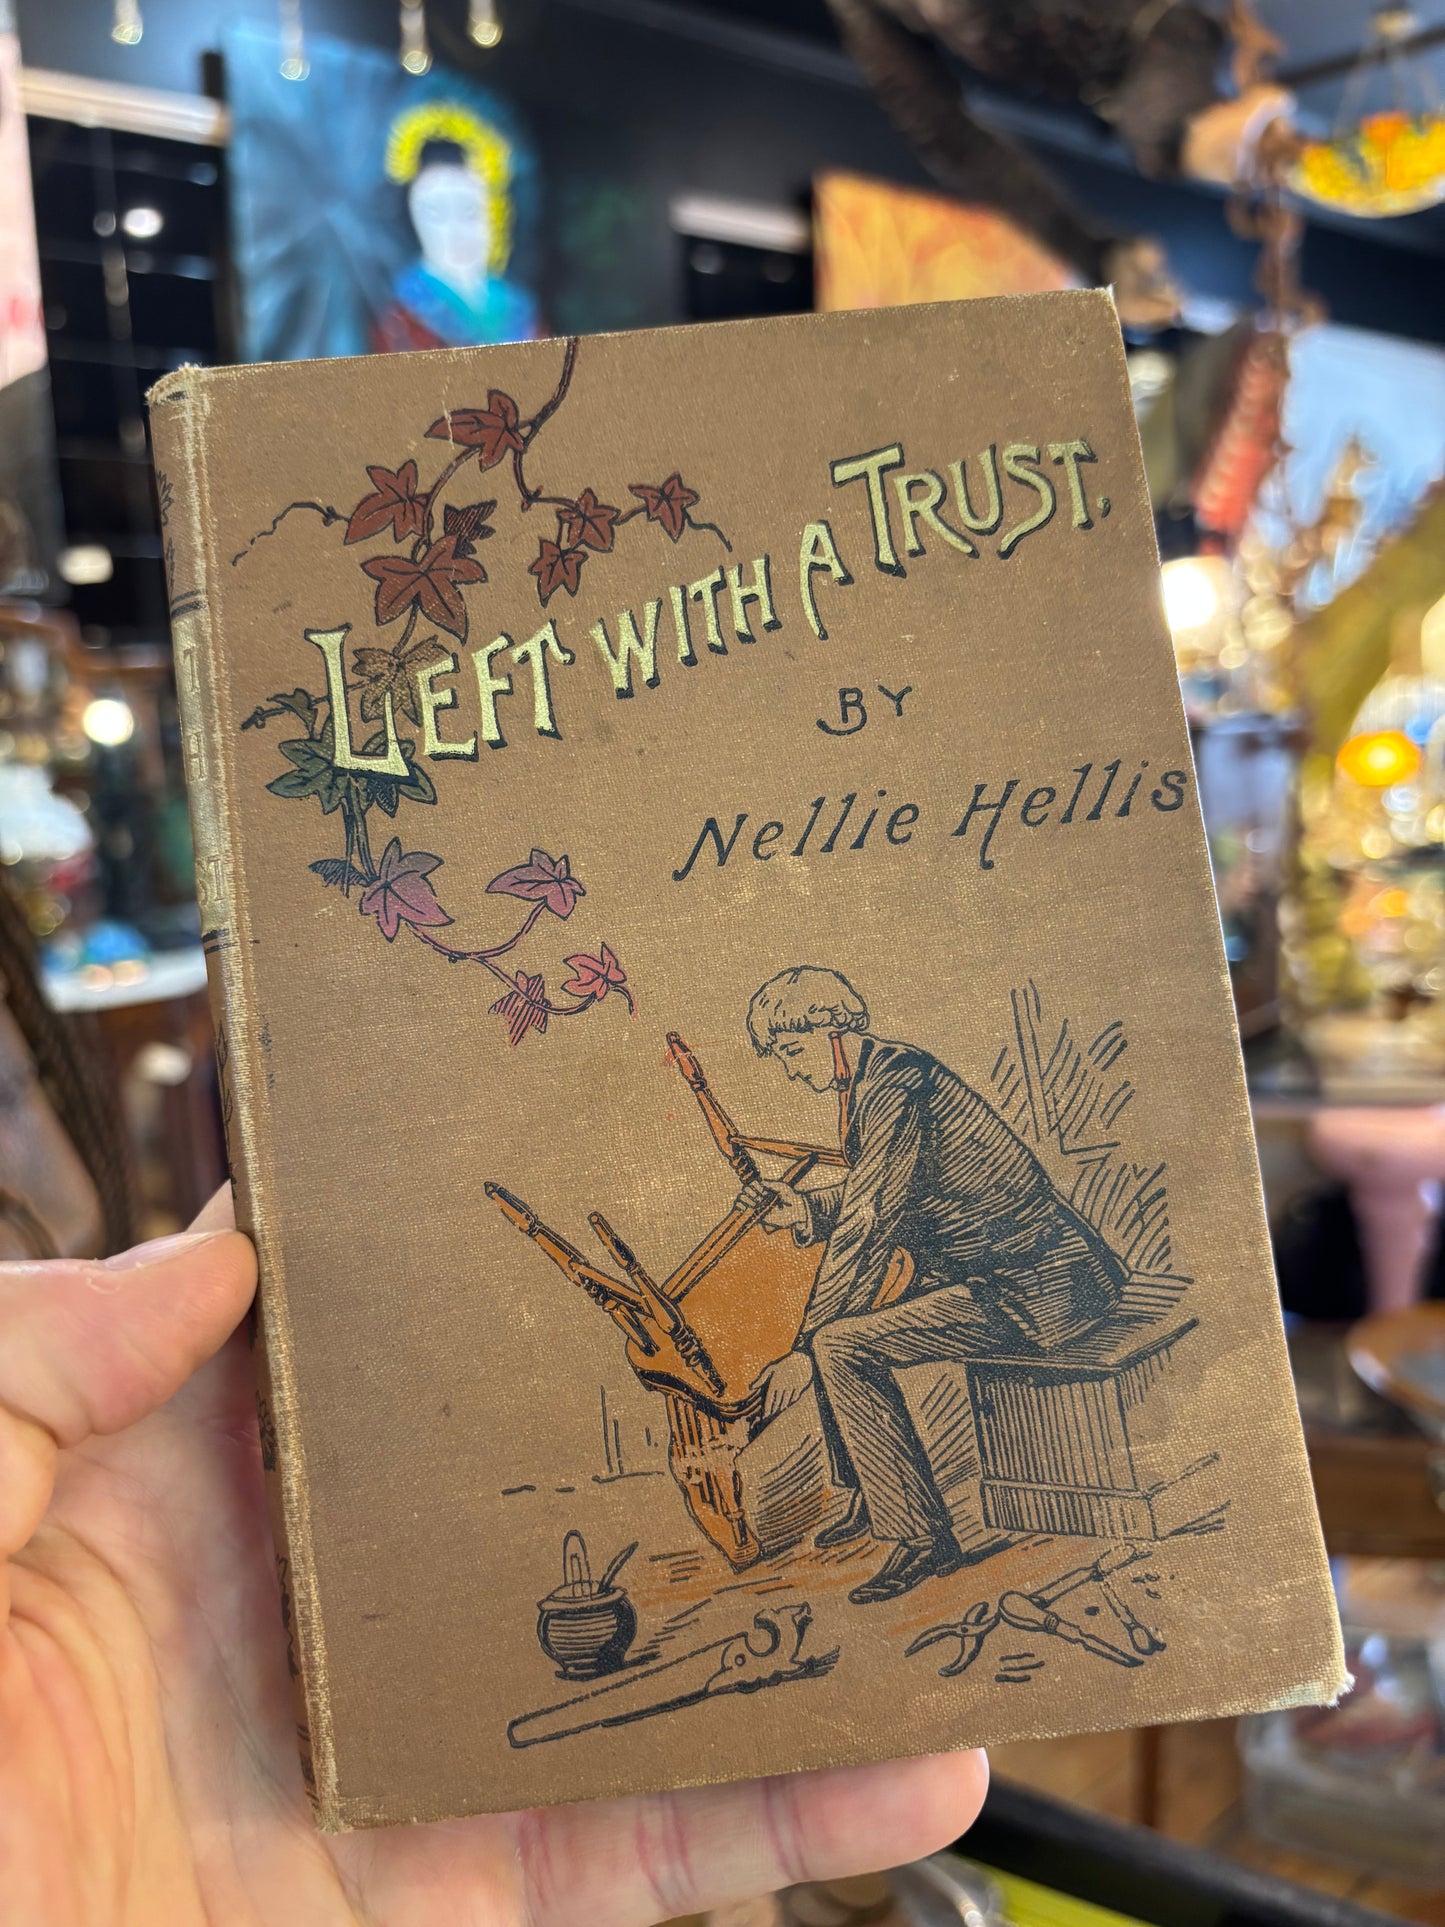 LEFT WITH A TRUST.
BY
Nellie Hellis